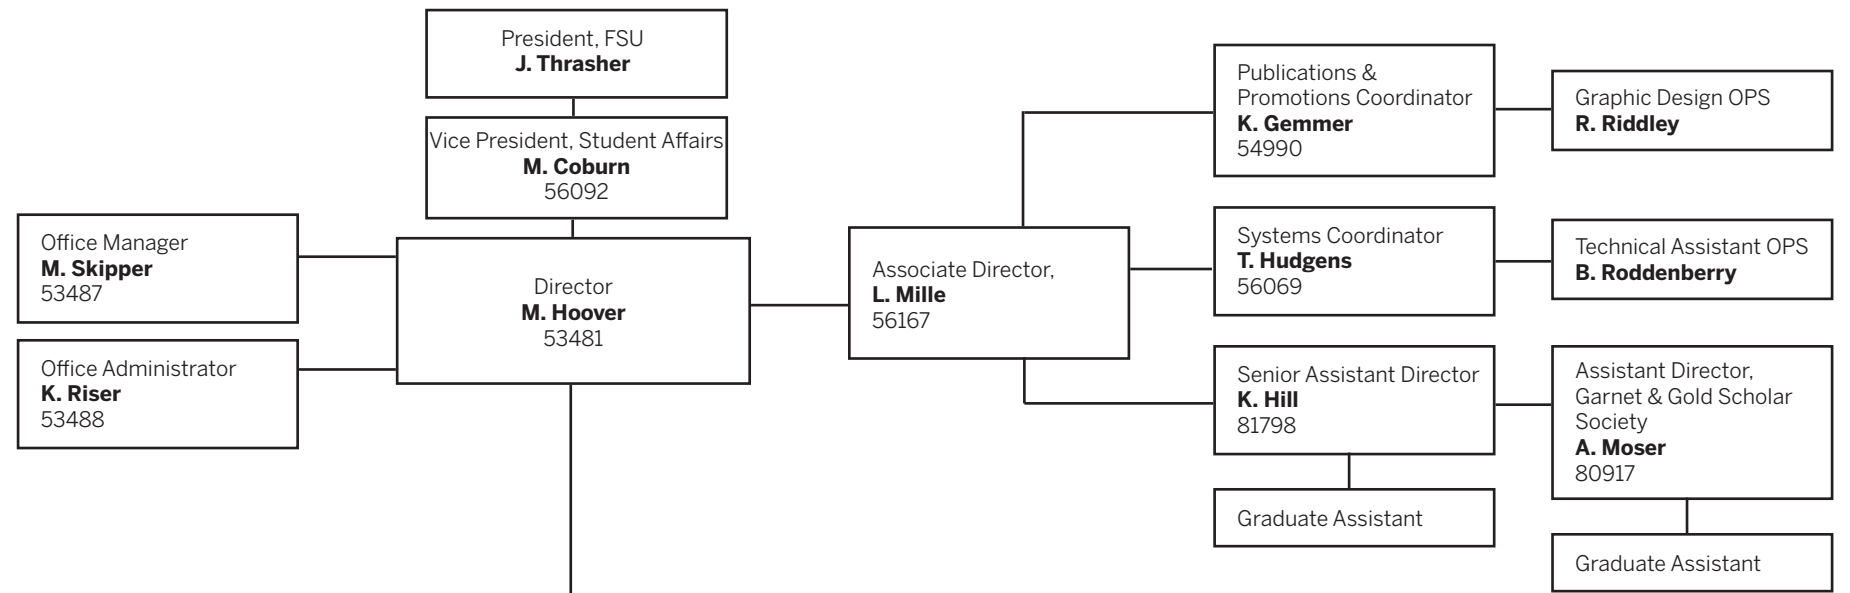 President, FSU
J. Thrasher
Vice President, Student Affairs
M. Coburn
56092
Office Manager
M. Skipper
53487
Office Administrator
K. Riser
53488
Director
M. Hoover
53481
Associate Director,
L. Mille
56167
Publications &
Promotions Coordinator
K. Gemmer
54990
Graphic Design OPS
R. Riddley
Systems Coordinator
T. Hudgens
56069
Technical Assistant OPS
B. Roddenberry
Senior Assistant Director
K. Hill
81798
Graduate Assistant
Assistant Director,
Garnet & Gold Scholar
Society
A. Moser
80917
Graduate Assistant